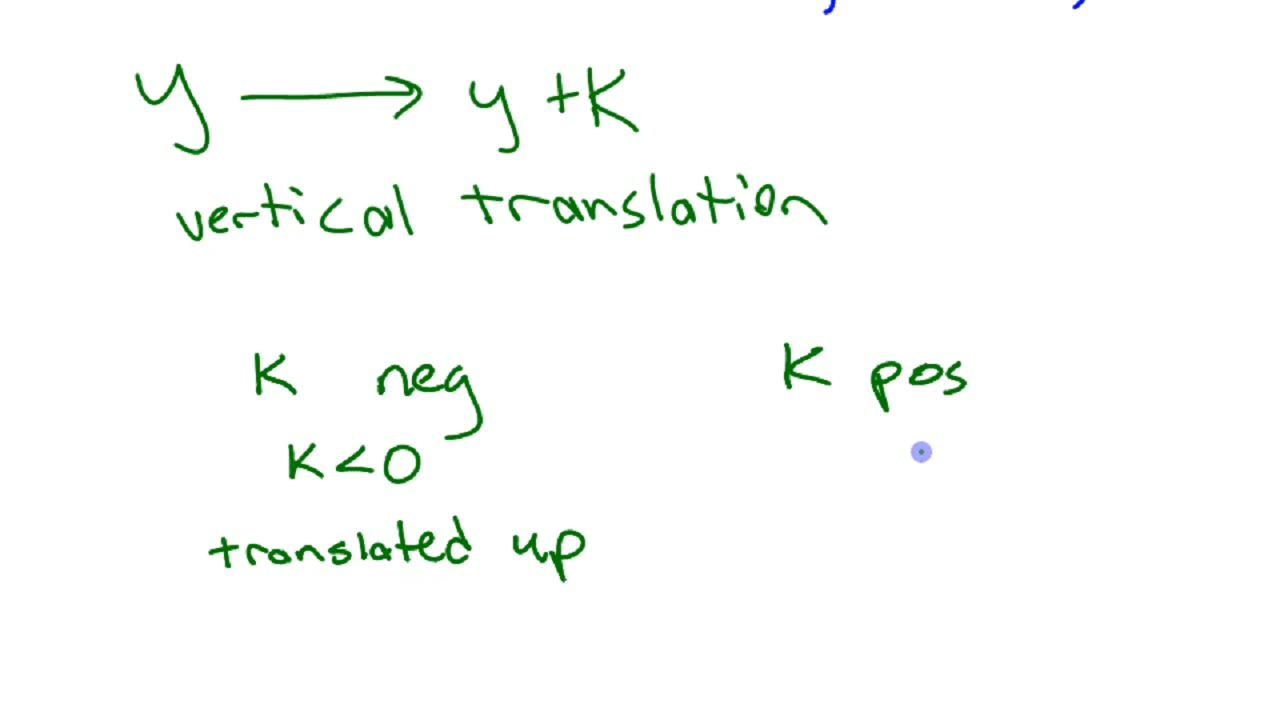 y → y + K
vertical translation
K neg
K pos
K < 0
translated up